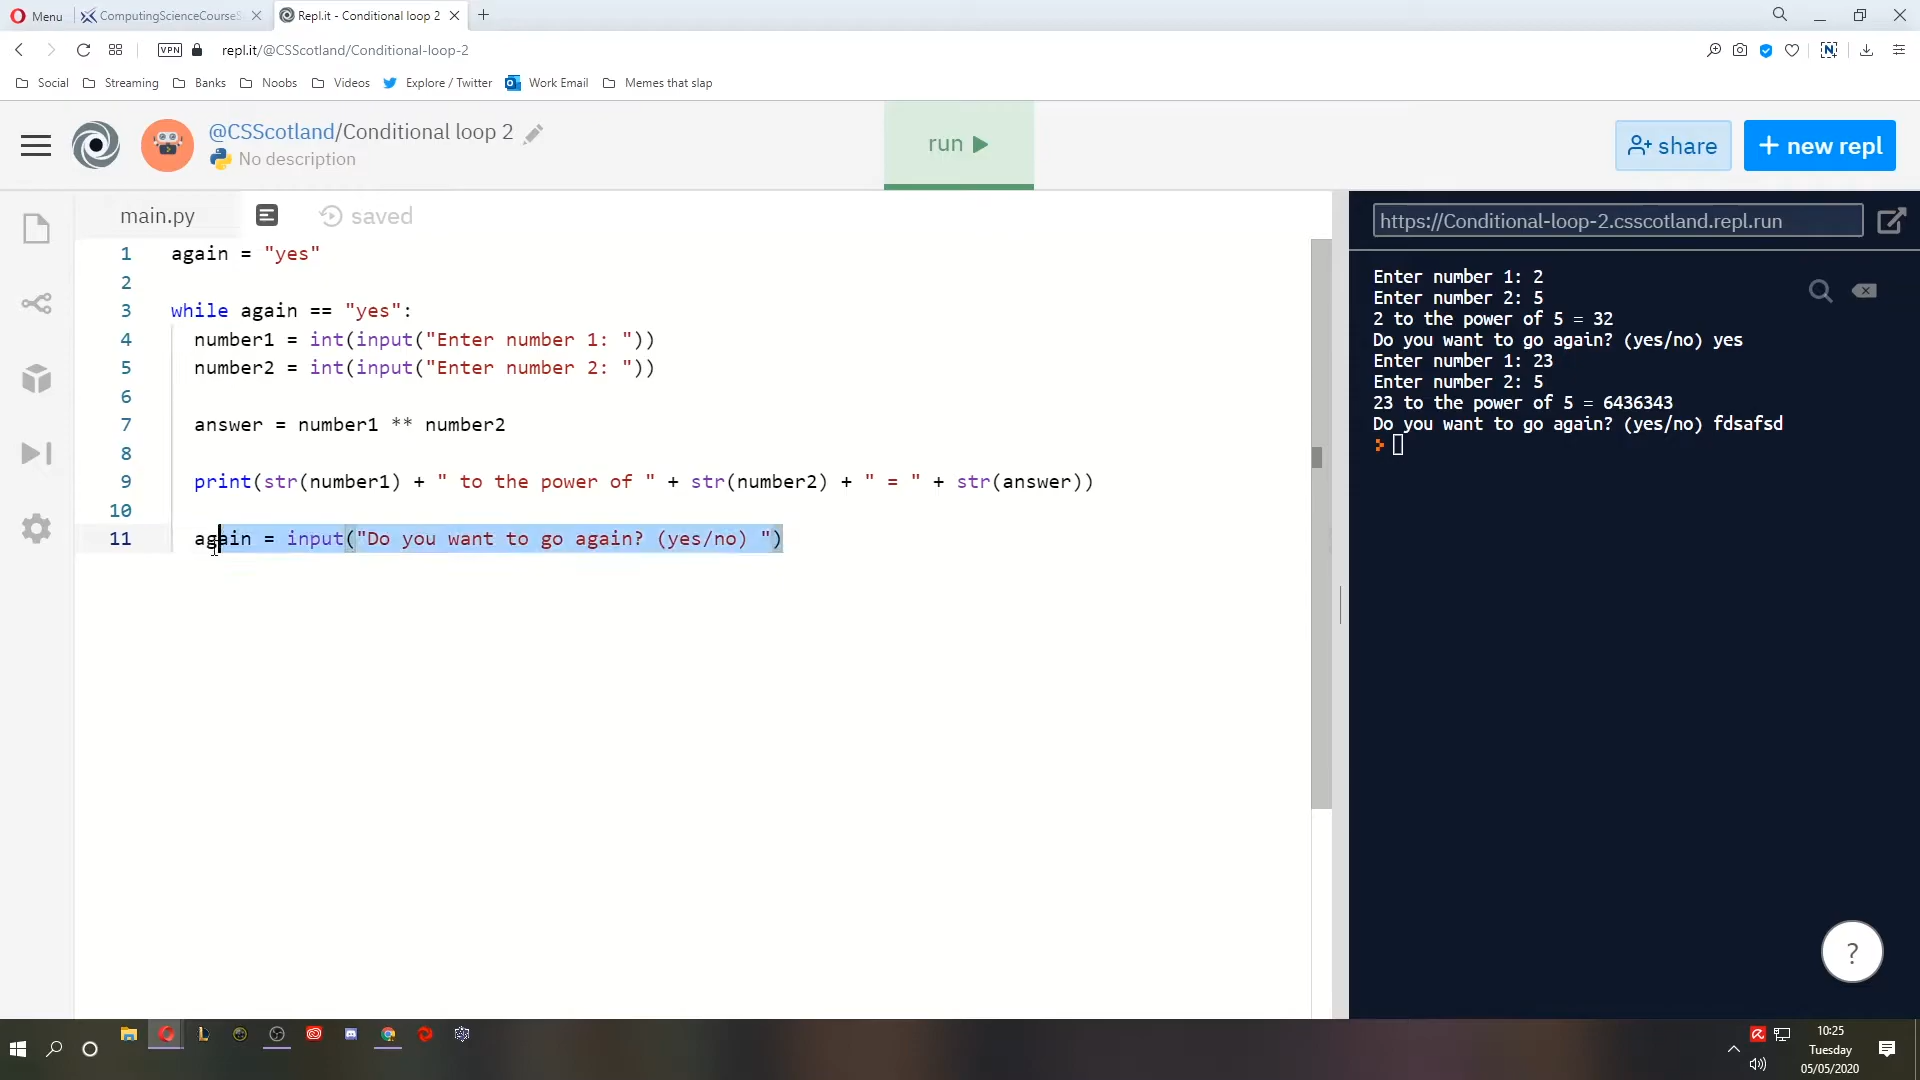 Menu
ComputingScienceCourseS
Repl.it - Conditional loop 2
VPN
repl.it/@CSScotland/Conditional-loop-2
Social
Streaming
Banks
Noobs
Videos
Explore / Twitter
Work Email
Memes that slap
@CSScotland/Conditional loop 2
No description
run
share
+ new repl
main.py
saved
https://Conditional-loop-2.csscotland.repl.run
1 again = "yes"
2
3 while again == "yes":
4 number1 = int(input("Enter number 1: "))
5 number2 = int(input("Enter number 2: "))
6
7 answer = number1 ** number2
8
9 print(str(number1) + " to the power of " + str(number2) + " = " + str(answer))
10
11 again = input("Do you want to go again? (yes/no) ")
Enter number 1: 2
Enter number 2: 5
2 to the power of 5 = 32
Do you want to go again? (yes/no) yes
Enter number 1: 23
Enter number 2: 5
23 to the power of 5 = 6436343
Do you want to go again? (yes/no) fdsafsd
?
10:25
Tuesday
05/05/2020